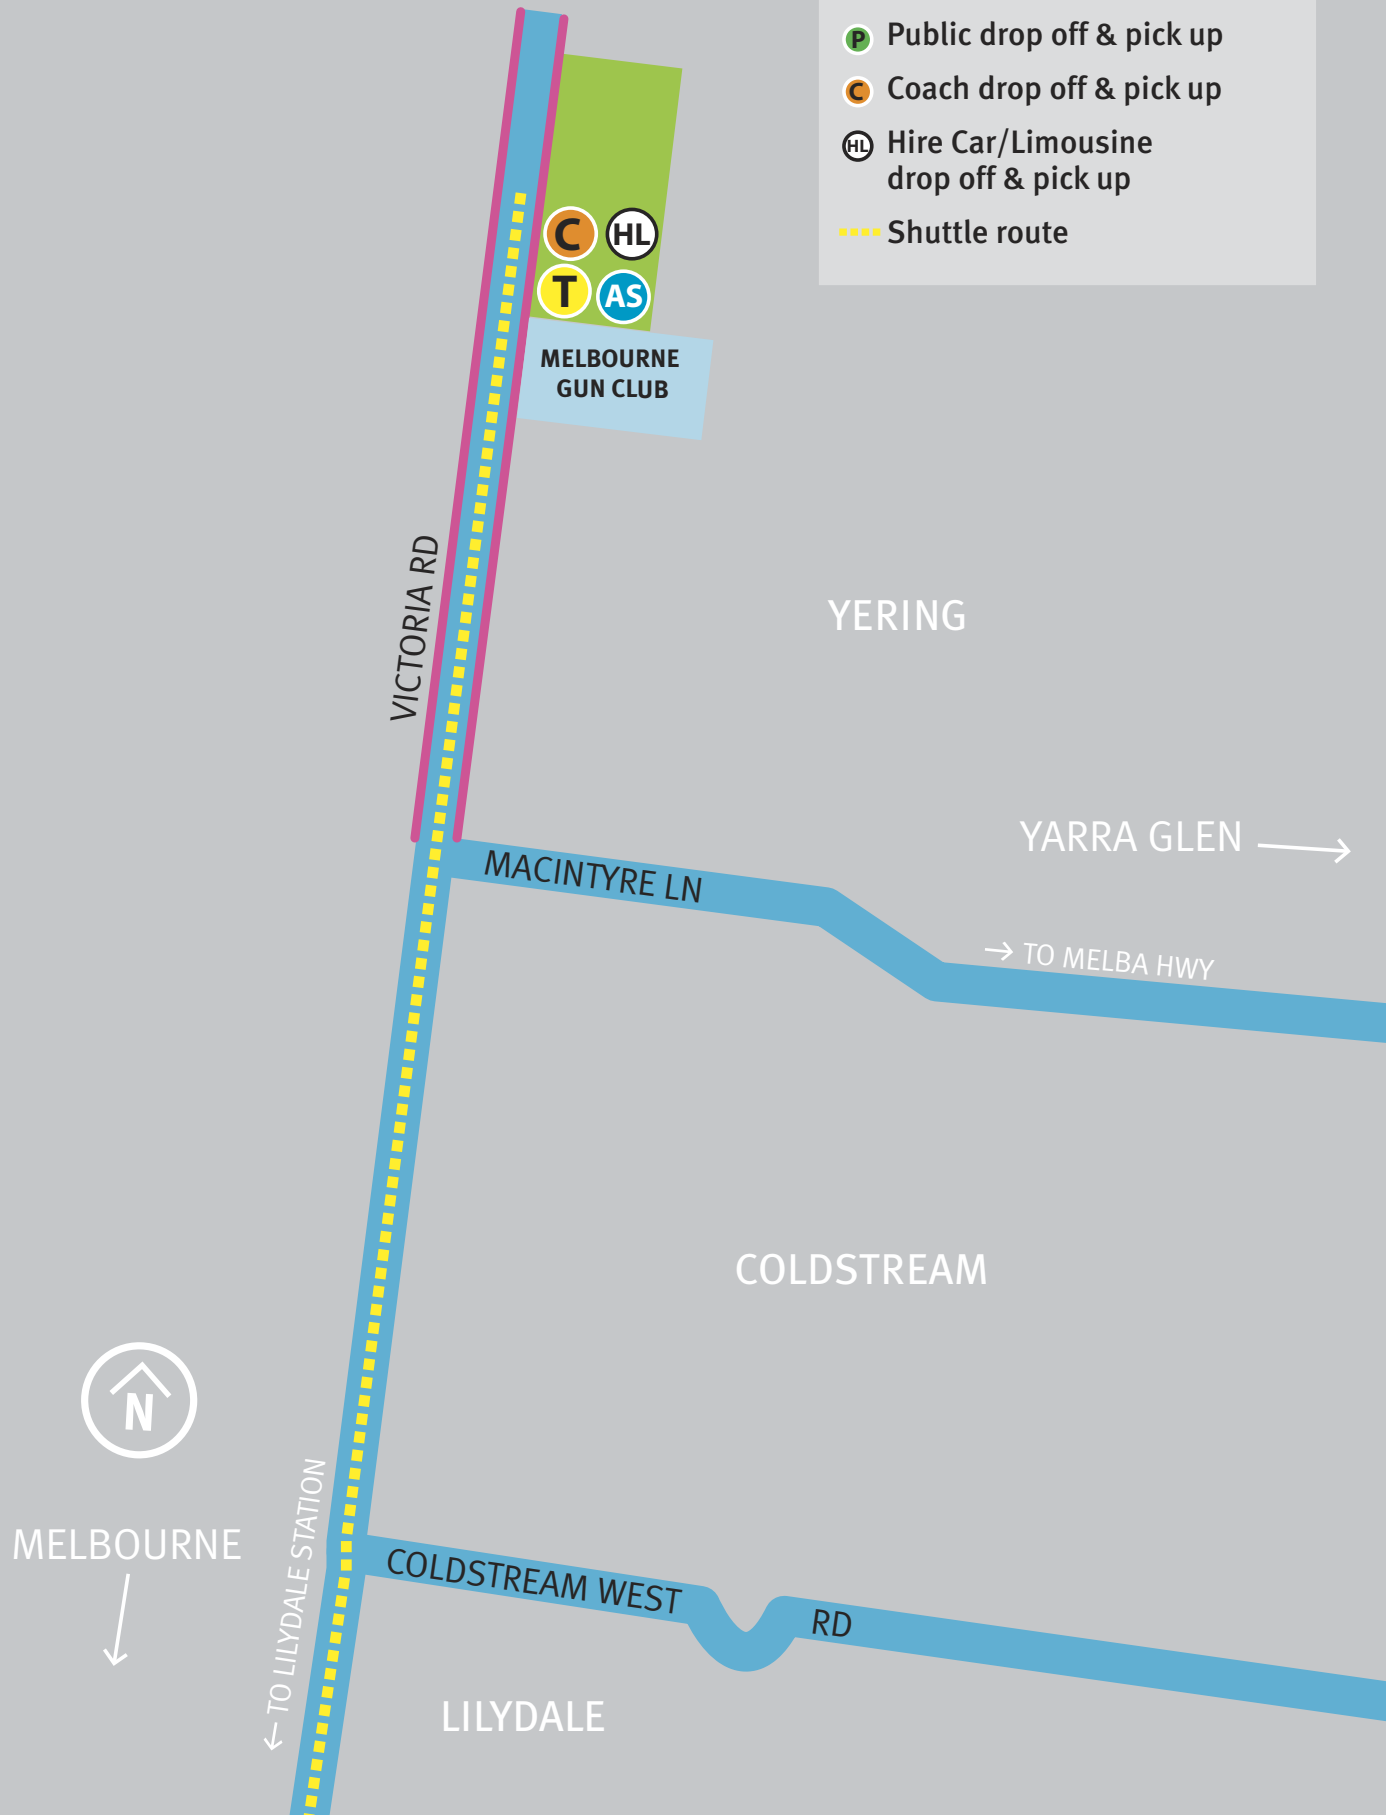 P Public drop off & pick up
C Coach drop off & pick up
HL Hire Car/Limousine
drop off & pick up
Shuttle route
C HL
T AS
MELBOURNE
GUN CLUB
VICTORIA RD
YERING
YARRA GLEN
MACINTYRE LN
TO MELBA HWY
COLDSTREAM
N
MELBOURNE
TO LILYDALE STATION
COLDSTREAM WEST RD
LILYDALE